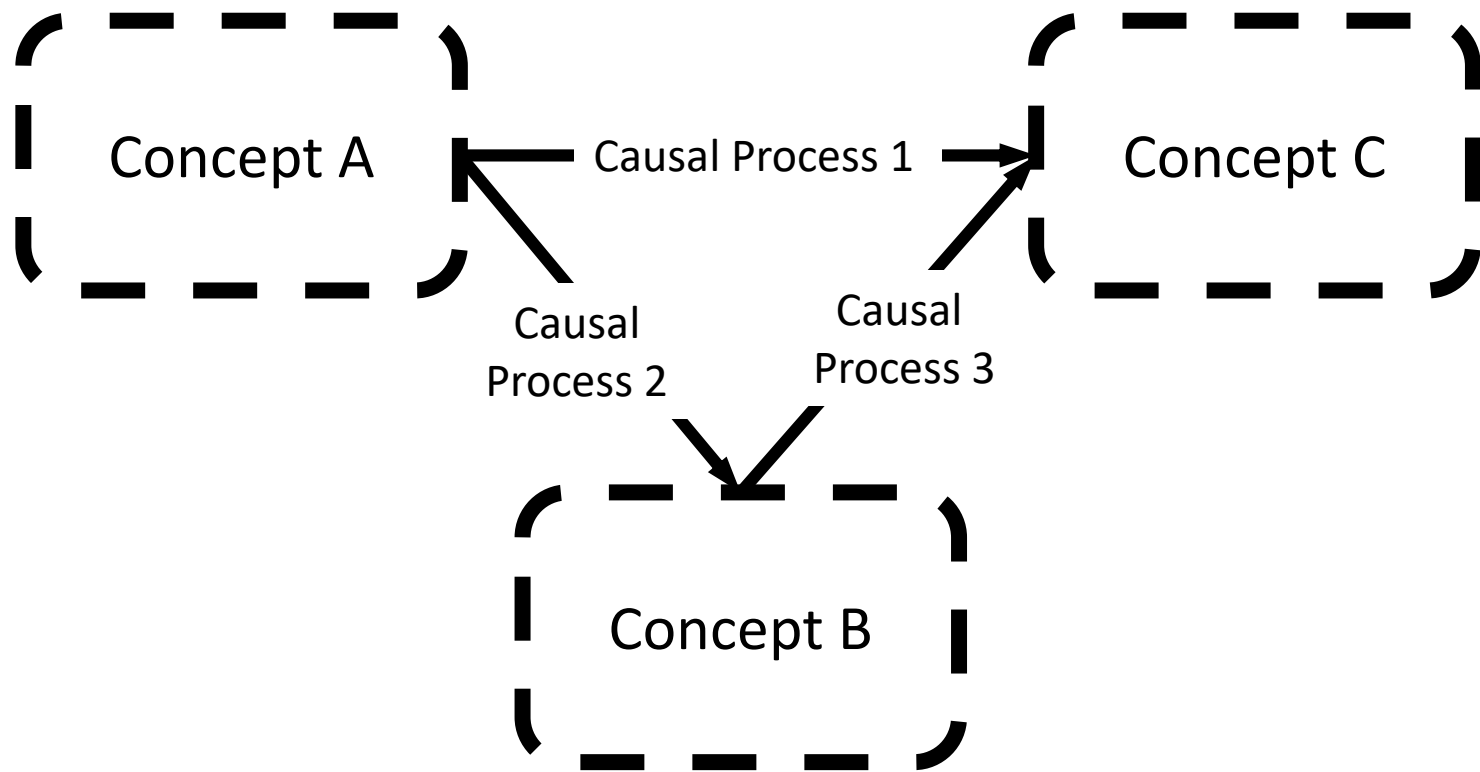 Concept A
Causal Process 1
Concept C
Causal
Process 2
Causal
Process 3
Concept B